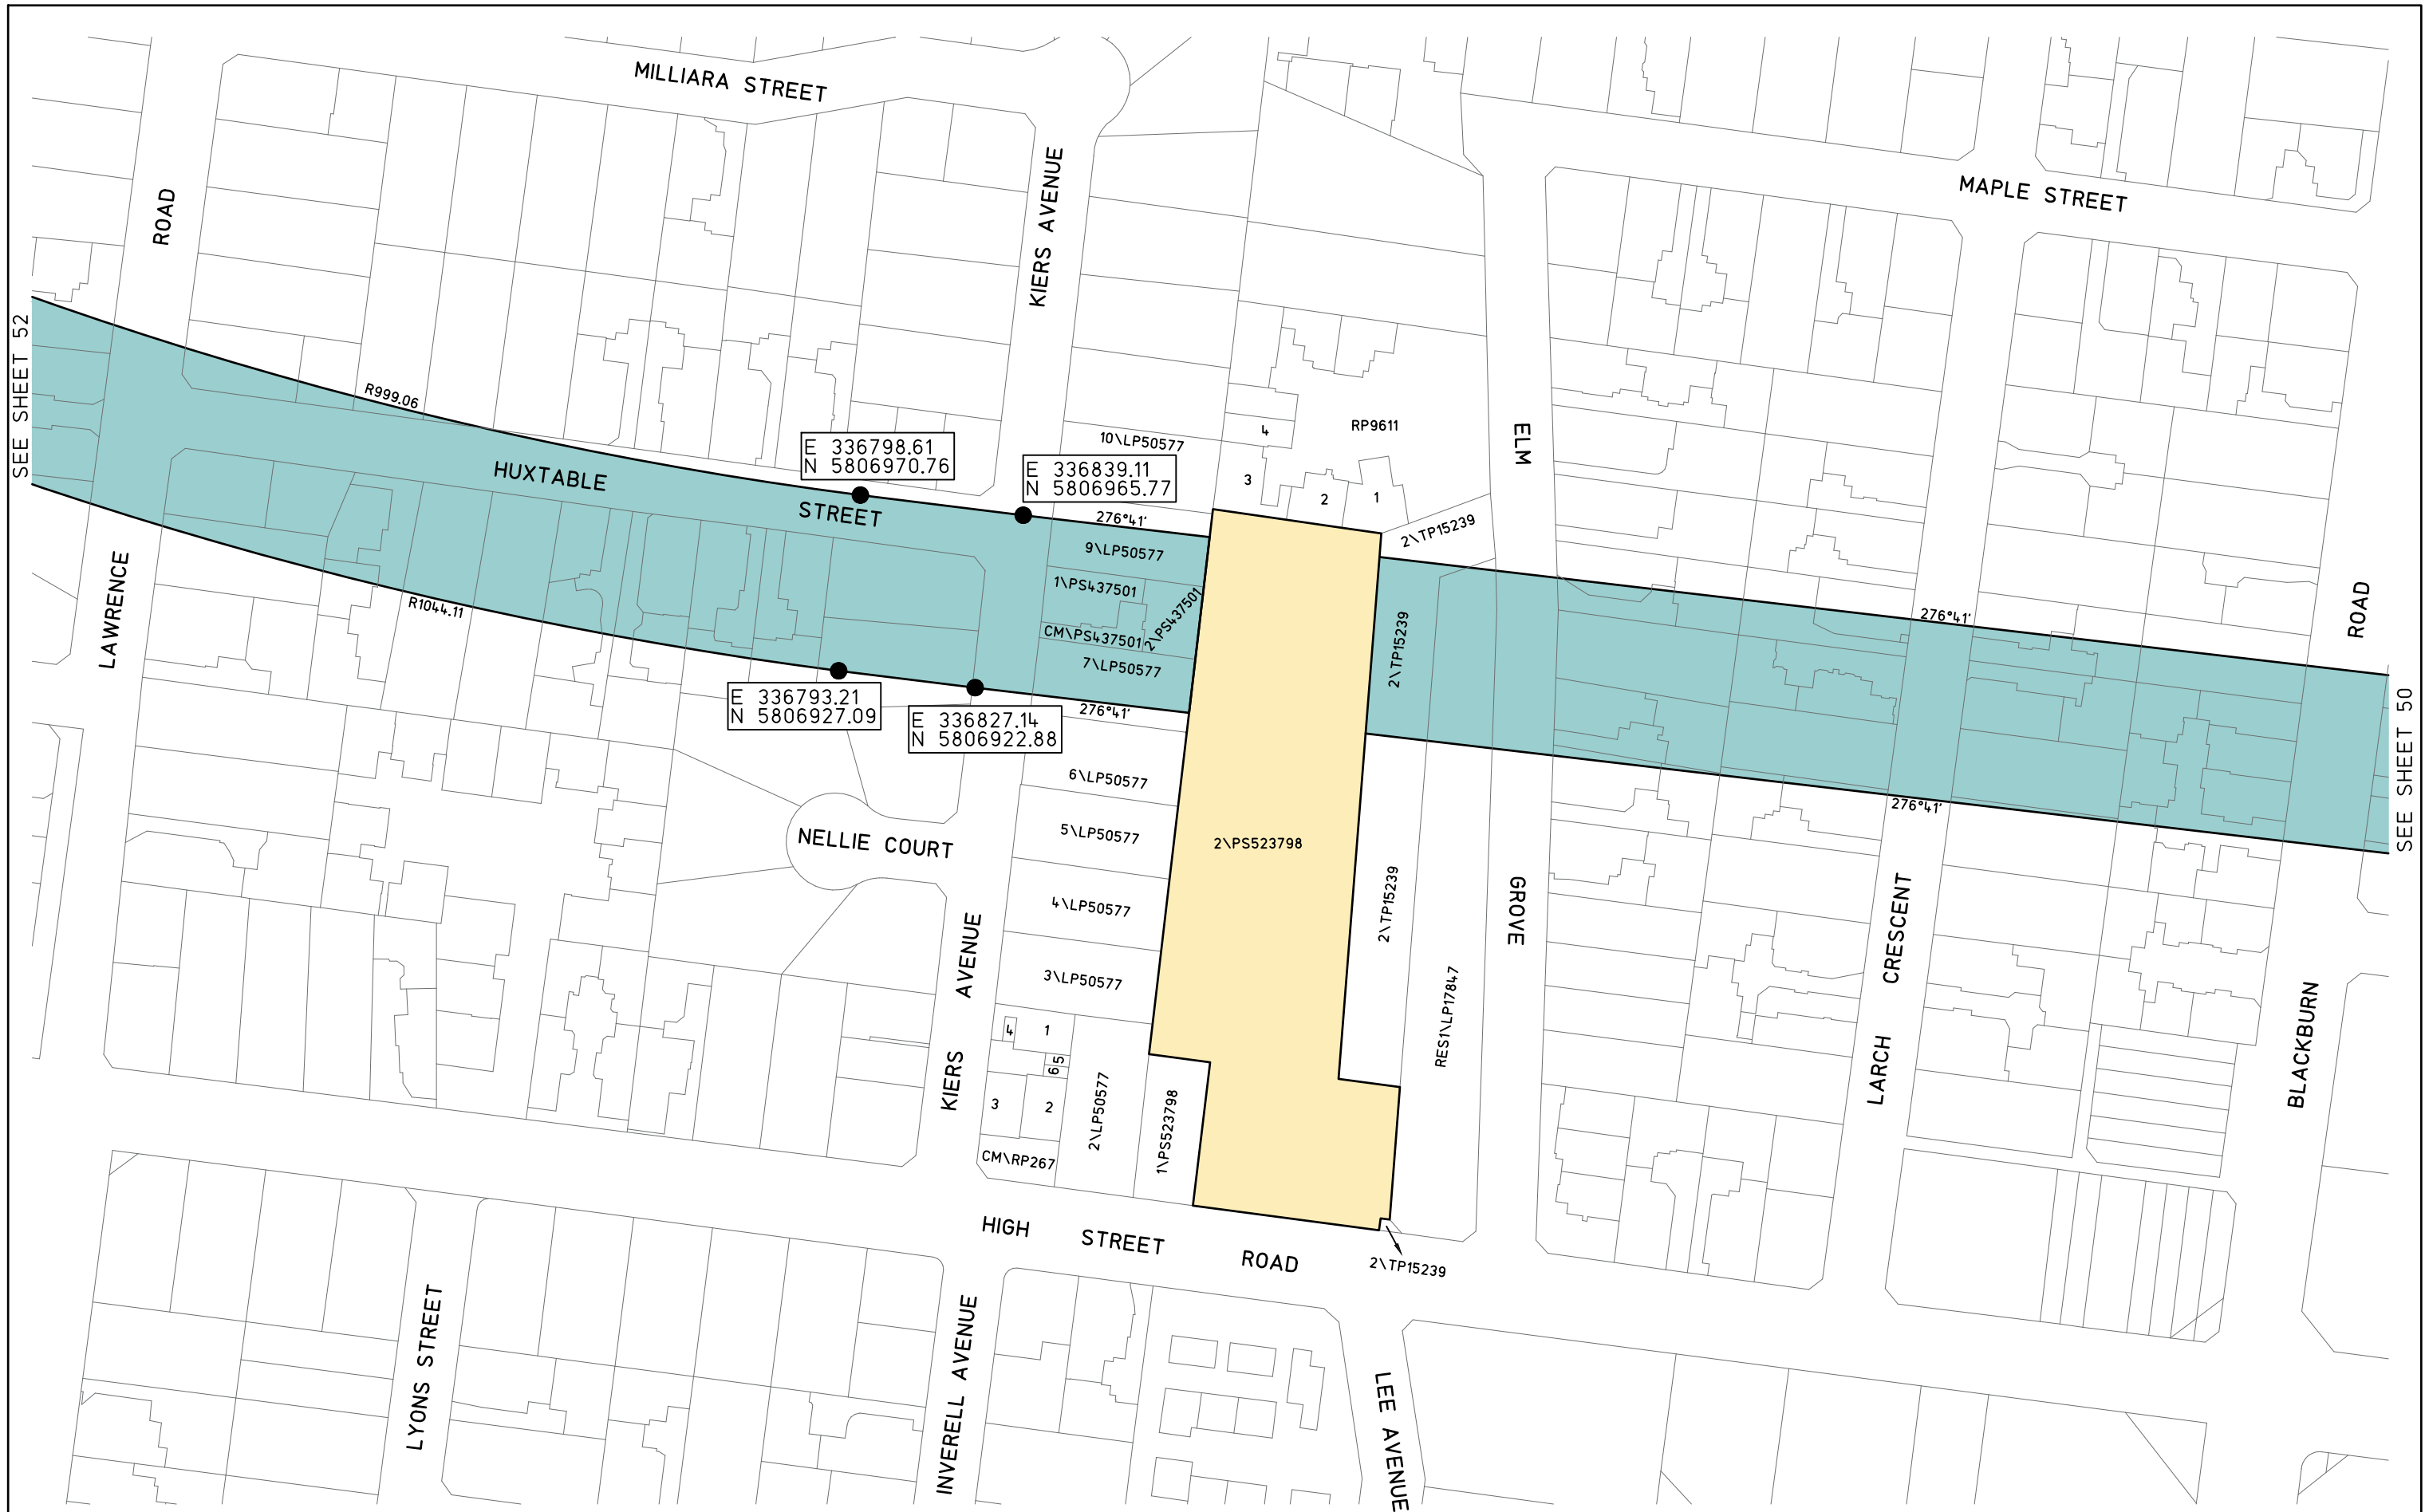 MILLIARA STREET
MAPLE STREET
ROAD
KIERS AVENUE
SEE SHEET 52
R999.06
HUXTABLE
STREET
E 336798.61
N 5806970.76
E 336839.11
N 5806965.77
10\LP50577
4
RP9611
3
2
1
ELM
276°41'
2\TP15239
9\LP50577
1\PS437501
2\PS437501
CM\PS437501
7\LP50577
2\TP15239
276°41'
ROAD
LAWRENCE
R1044.11
E 336793.21
N 5806927.09
E 336827.14
N 5806922.88
276°41'
SEE SHEET 50
276°41'
6\LP50577
5\LP50577
NELLIE COURT
2\PS523798
4\LP50577
2\TP15239
GROVE
CRESCENT
AVENUE
3\LP50577
RES1\LP17847
4
1
5
6
3
2
KIERS
2\LP50577
1\PS523798
CM\RP267
LARCH
BLACKBURN
HIGH
STREET
ROAD
2\TP15239
LYONS STREET
INVERELL AVENUE
LEE AVENUE